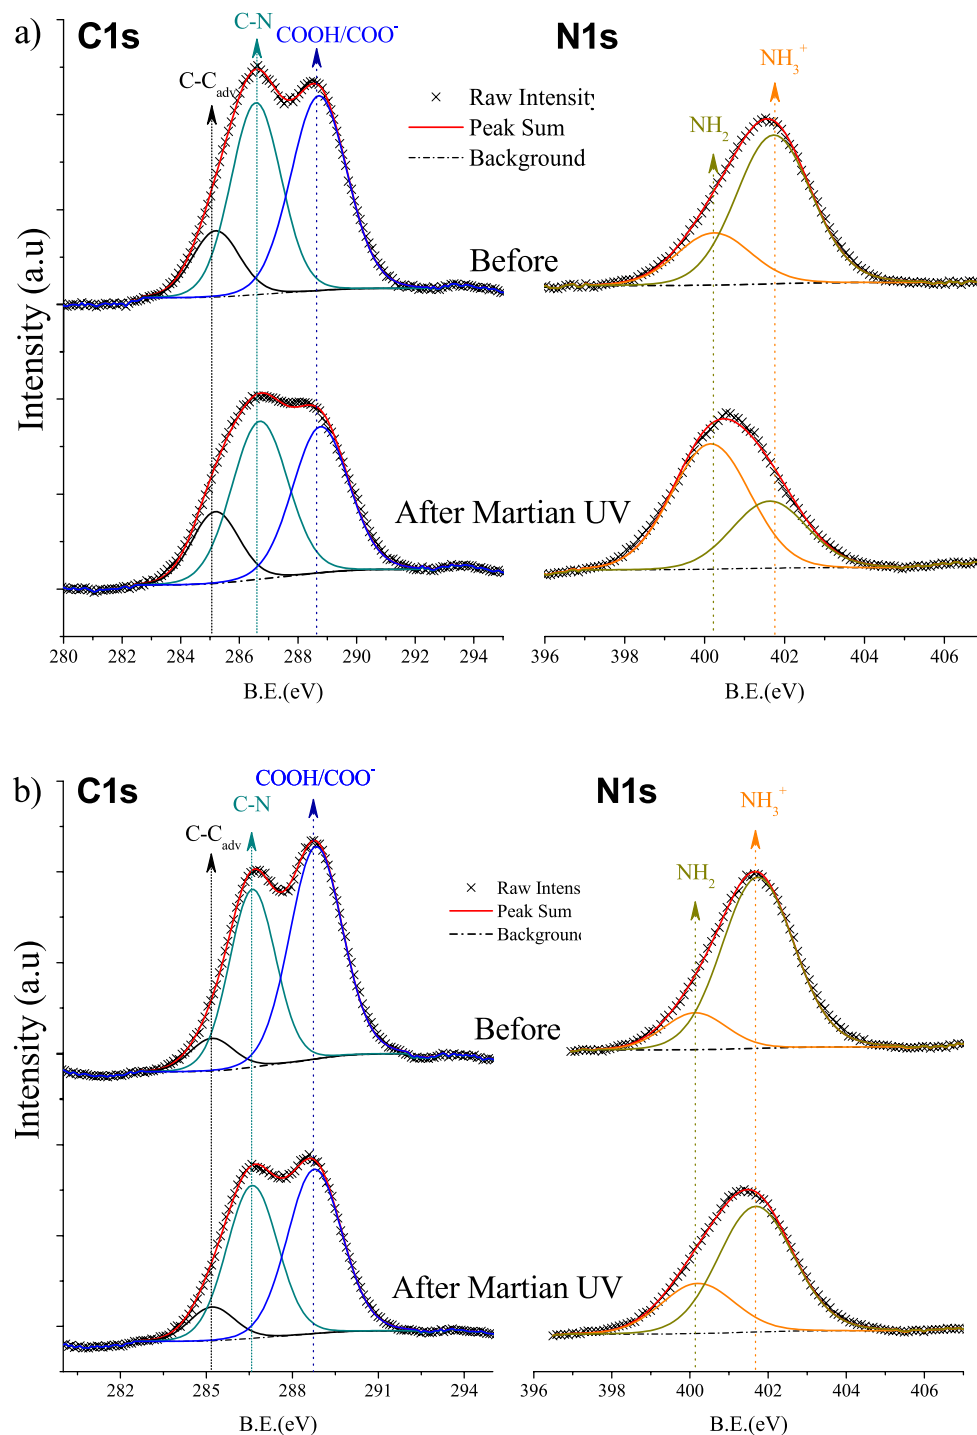 a)
C1s
N1s
C-N
COOH/COO⁻
C-C_adv
NH₃⁺
NH₂
Raw Intensity
Peak Sum
Background
Before
After Martian UV
Intensity (a.u)
280 282 284 286 288 290 292 294
B.E.(eV)
396 398 400 402 404 406
B.E.(eV)
b)
C1s
N1s
COOH/COO⁻
C-N
C-C_adv
NH₃⁺
NH₂
Raw Intens
Peak Sum
Background
Before
After Martian UV
Intensity (a.u)
282 285 288 291 294
B.E.(eV)
396 398 400 402 404 406
B.E.(eV)